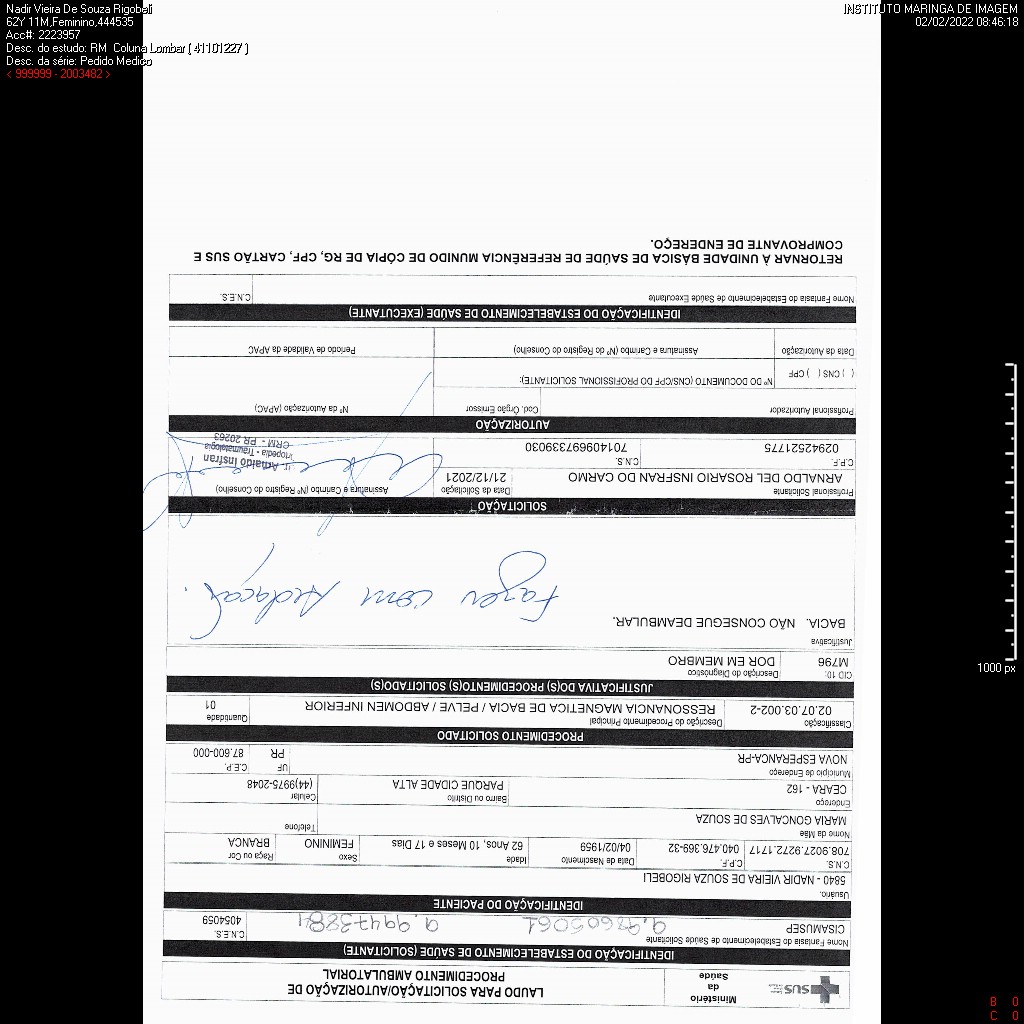 Nadir Vieira De Souza Rigobeli
62Y 11M,Feminino,444535
Acc#: 2223957
Desc. do estudo: RM Coluna Lombar ( 41101227 )
Desc. da série: Pedido Medico
< 999999 - 2003482 >
INSTITUTO MARINGA DE IMAGEM
02/02/2022 08:46:18
1000 px
B 0
C 0
SUS
Ministério da Saúde
LAUDO PARA SOLICITAÇÃO/AUTORIZAÇÃO DE
PROCEDIMENTO AMBULATORIAL
IDENTIFICAÇÃO DO ESTABELECIMENTO DE SAÚDE (SOLICITANTE)
Nome Fantasia do Estabelecimento de Saúde Solicitante C.N.E.S.
CISAMUSEP 9.98605061 9.99473884 4054059
IDENTIFICAÇÃO DO PACIENTE
Usuário.
5840 - NADIR VIEIRA DE SOUZA RIGOBELI
C.N.S. C.P.F. Data de Nascimento Idade Sexo Raça ou Cor
708.9027.9272.1717 040.476.369-32 04/02/1959 62 Anos, 10 Meses e 17 Dias FEMININO BRANCA
Nome da Mãe Telefone
MARIA GONCALVES DE SOUZA
Endereço Bairro ou Distrito Celular
CEARA - 162 PARQUE CIDADE ALTA (44)9975-2048
Município de Endereço UF C.E.P.
NOVA ESPERANCA-PR PR 87.600-000
PROCEDIMENTO SOLICITADO
Classificação Descrição do Procedimento Principal Quantidade
02.07.03.002-2 RESSONANCIA MAGNETICA DE BACIA / PELVE / ABDOMEN INFERIOR 01
JUSTIFICATIVA DO(S) PROCEDIMENTO(S) SOLICITADO(S)
CID 10: Descrição do Diagnóstico
M796 DOR EM MEMBRO
Justificativa
BACIA. NÃO CONSEGUE DEAMBULAR.
Fazer com sedação.
SOLICITAÇÃO
Profissional Solicitante Data da Solicitação Assinatura e Carimbo (Nº Registro do Conselho)
ARNALDO DEL ROSARIO INSFRAN DO CARMO 21/12/2021
Arnaldo Insfran
Ortopedia - Traumatologia
CRM - PR 20263
C.P.F. C.N.S.
02942521775 701409697339030
AUTORIZAÇÃO
Profissional Autorizador Cod. Orgão Emissor Nº da Autorização (APAC)
( ) CNS ( ) CPF Nº DO DOCUMENTO (CNS/CPF DO PROFISSIONAL SOLICITANTE):
Data da Autorização Assinatura e Carimbo (Nº do Registro do Conselho) Período de Validade da APAC
IDENTIFICAÇÃO DO ESTABELECIMENTO DE SAÚDE (EXECUTANTE)
Nome Fantasia do Estabelecimento de Saúde Executante C.N.E.S.
RETORNAR À UNIDADE BÁSICA DE SAÚDE DE REFERÊNCIA MUNIDO DE CÓPIA DE RG, CPF, CARTÃO SUS E
COMPROVANTE DE ENDEREÇO.